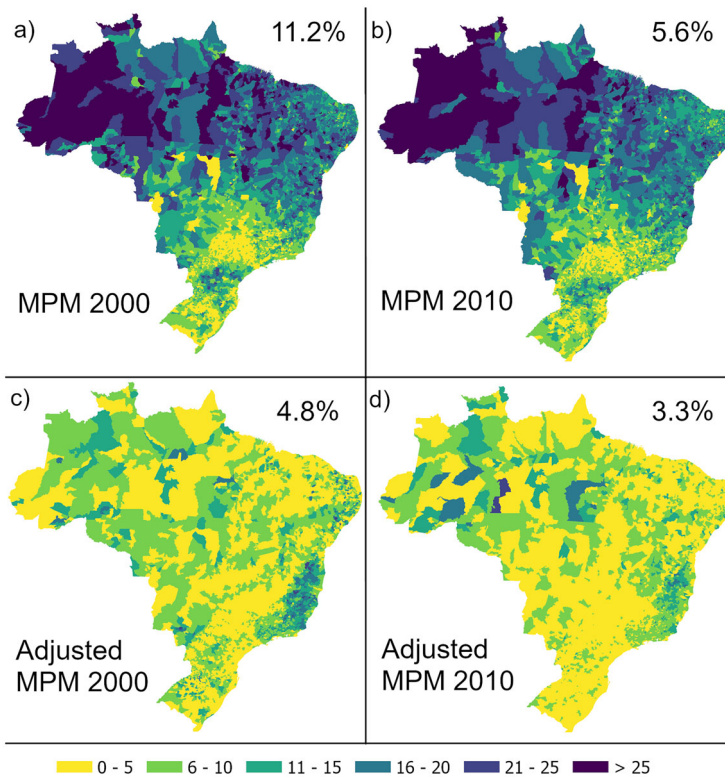 a)
11.2%
MPM 2000
b)
5.6%
MPM 2010
c)
4.8%
Adjusted
MPM 2000
d)
3.3%
Adjusted
MPM 2010
0 - 5 6 - 10 11 - 15 16 - 20 21 - 25 > 25